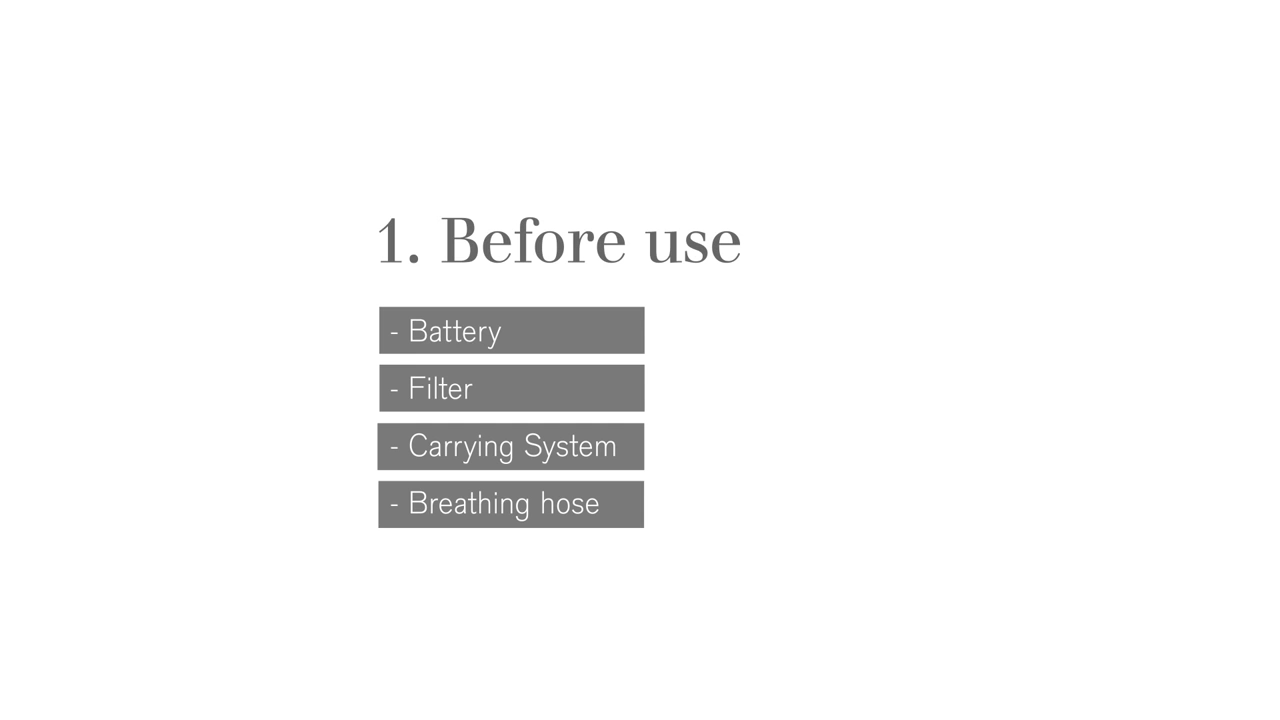 1. Before use
- Battery
- Filter
- Carrying System
- Breathing hose